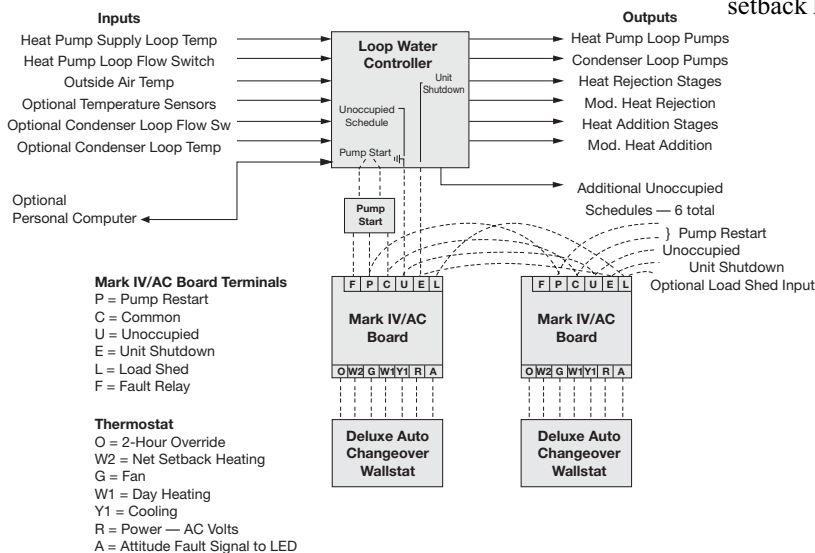 setback
Inputs
Heat Pump Supply Loop Temp
Heat Pump Loop Flow Switch
Outside Air Temp
Optional Temperature Sensors
Optional Condenser Loop Flow Sw
Optional Condenser Loop Temp
Optional
Personal Computer
Loop Water
Controller
Unit
Shutdown
Unoccupied
Schedule
Pump Start
Outputs
Heat Pump Loop Pumps
Condenser Loop Pumps
Heat Rejection Stages
Mod. Heat Rejection
Heat Addition Stages
Mod. Heat Addition
Additional Unoccupied
Schedules — 6 total
} Pump Restart
Unoccupied
Unit Shutdown
Optional Load Shed Input
Pump
Start
Mark IV/AC Board Terminals
P = Pump Restart
C = Common
U = Unoccupied
E = Unit Shutdown
L = Load Shed
F = Fault Relay
Thermostat
O = 2-Hour Override
W2 = Net Setback Heating
G = Fan
W1 = Day Heating
Y1 = Cooling
R = Power — AC Volts
A = Attitude Fault Signal to LED
F P C U E L
Mark IV/AC
Board
O W2 G W1 Y1 R A
Deluxe Auto
Changeover
Wallstat
F P C U E L
Mark IV/AC
Board
O W2 G W1 Y1 R A
Deluxe Auto
Changeover
Wallstat